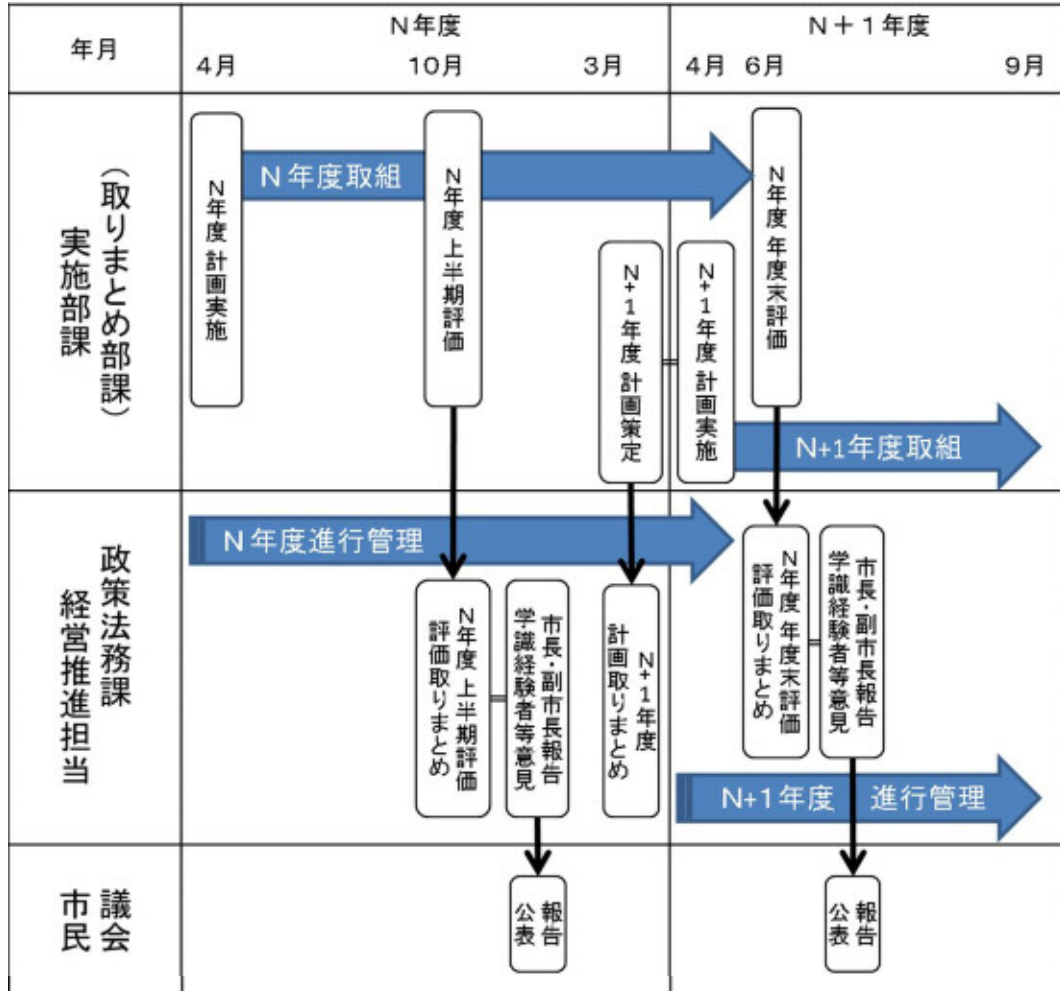 年月
N年度
N＋1年度
4月
10月
3月
4月
6月
9月
（取りまとめ部課）
実施部課
N年度 計画実施
N年度取組
N年度 上半期評価
N+1年度 計画策定
N+1年度 計画実施
N年度 年度末評価
N+1年度取組
政策法務課
経営推進担当
N年度進行管理
N年度 上半期評価
評価取りまとめ
市長・副市長報告
学識経験者等意見
N+1年度
計画取りまとめ
N年度 年度末評価
評価取りまとめ
市長・副市長報告
学識経験者等意見
N+1年度 進行管理
議会
市民
報告
公表
報告
公表